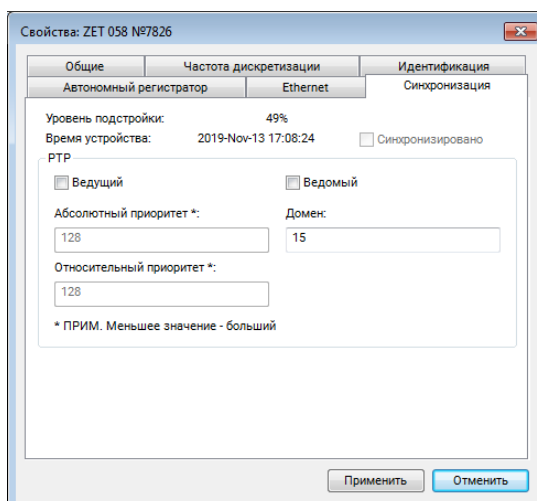 Свойства: ZET 058 №7826
Общие Частота дискретизации Идентификация
Автономный регистратор Ethernet Синхронизация
Уровень подстройки: 49%
Время устройства: 2019-Nov-13 17:08:24 Синхронизировано
PTP
Ведущий Ведомый
Абсолютный приоритет *: Домен:
128 15
Относительный приоритет *:
128
* ПРИМ. Меньшее значение - больший
Применить Отменить